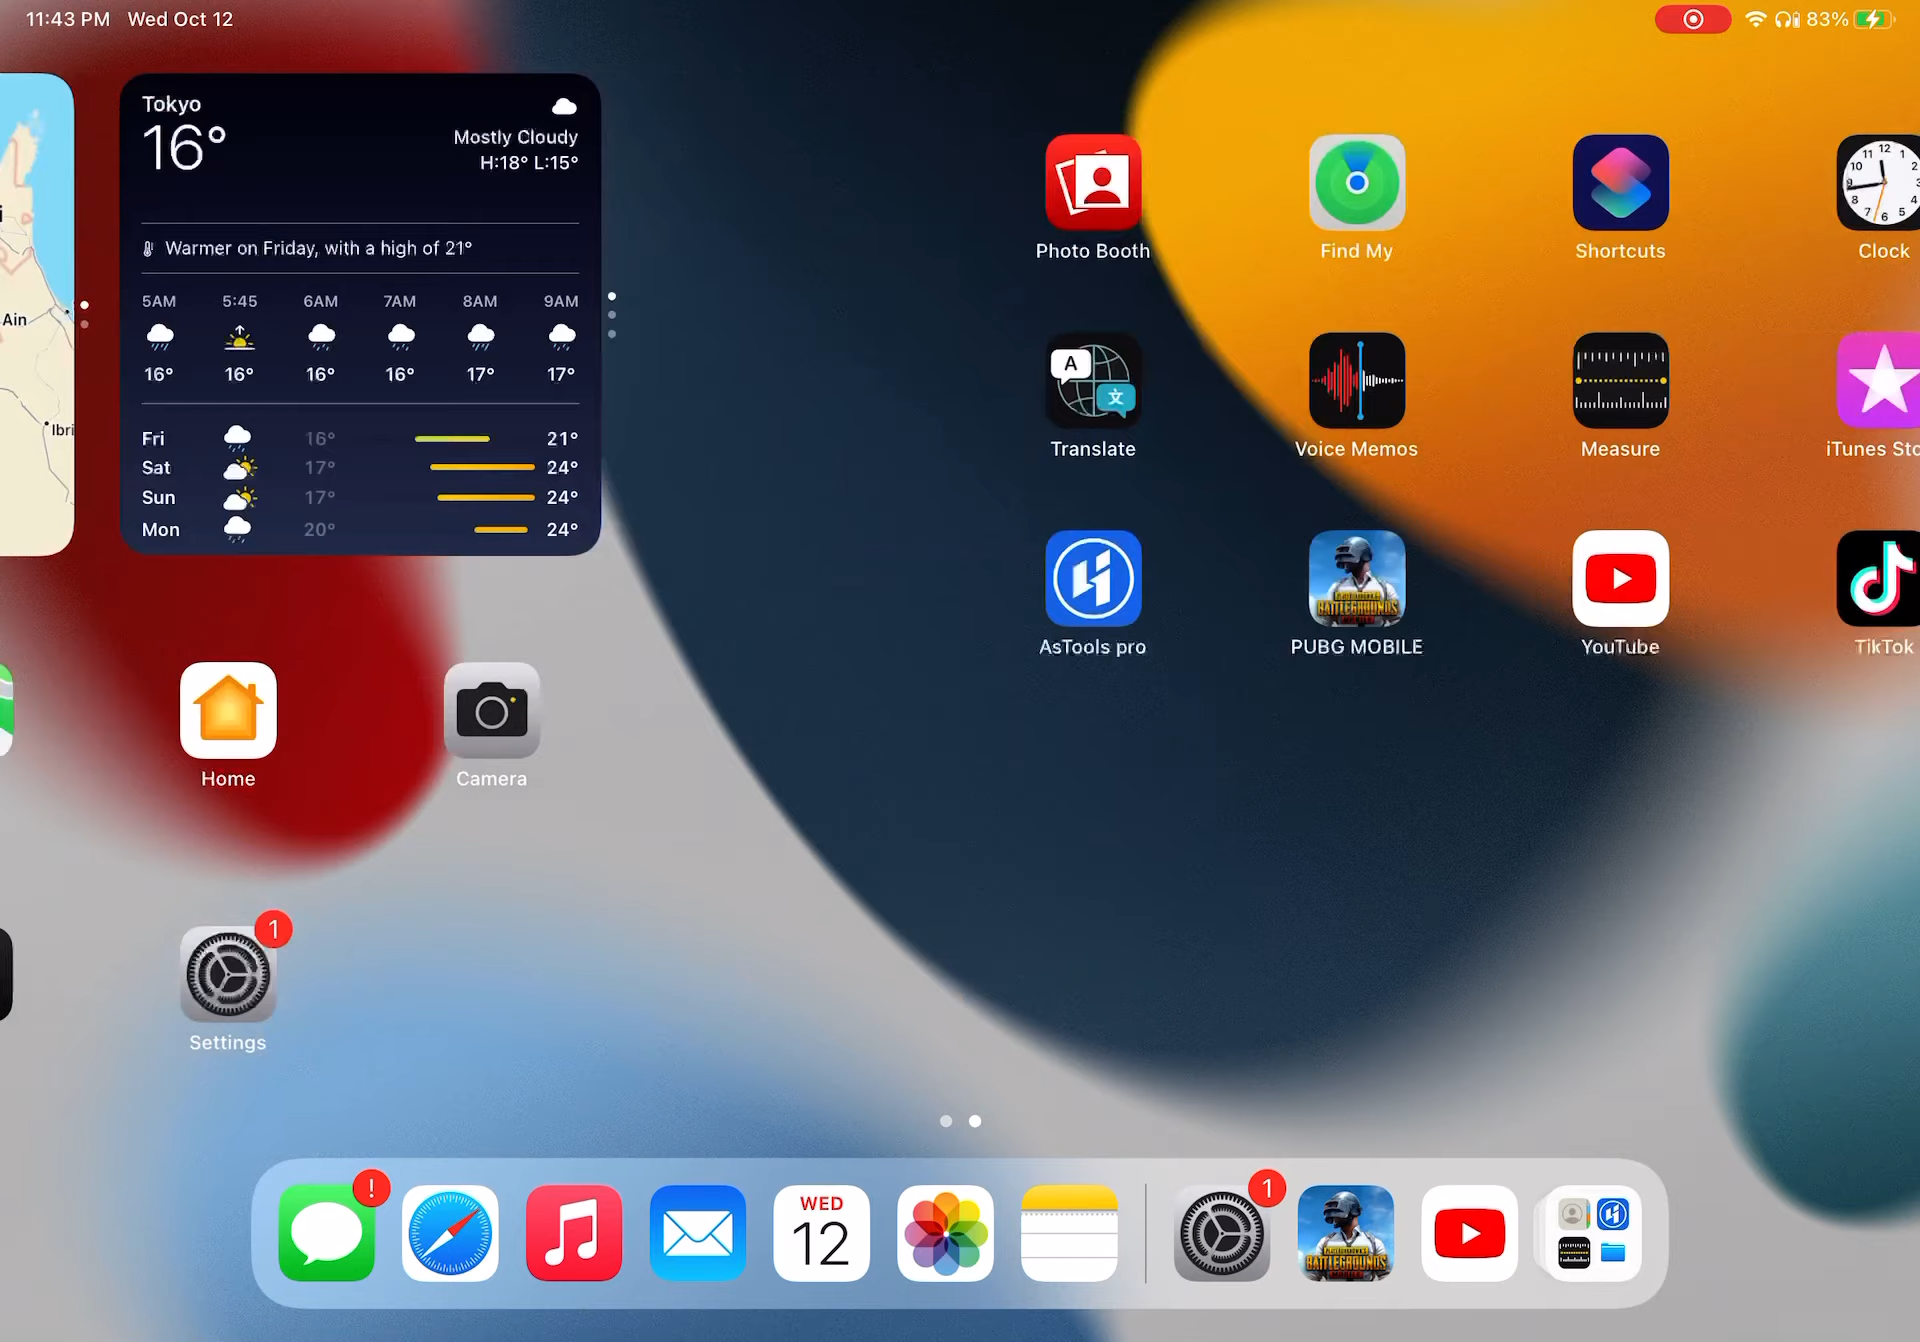 11:43 PM Wed Oct 12
83%
Ain
Ibri
Tokyo
16°
Mostly Cloudy
H:18° L:15°
Warmer on Friday, with a high of 21°
5AM 5:45 6AM 7AM 8AM 9AM
16° 16° 16° 16° 17° 17°
Fri 16° 21°
Sat 17° 24°
Sun 17° 24°
Mon 20° 24°
Photo Booth Find My Shortcuts Clock
A 文
Translate Voice Memos Measure iTunes Sto
BATTLEGROUNDS
AsTools pro PUBG MOBILE YouTube TikTok
Home Camera
1
Settings
! 1
WED
12
BATTLEGROUNDS